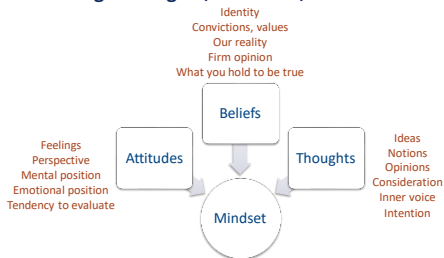 Identity
Convictions, values
Our reality
Firm opinion
What you hold to be true
Beliefs
Feelings
Perspective
Mental position
Emotional position
Tendency to evaluate
Attitudes
Thoughts
Ideas
Notions
Opinions
Consideration
Inner voice
Intention
Mindset